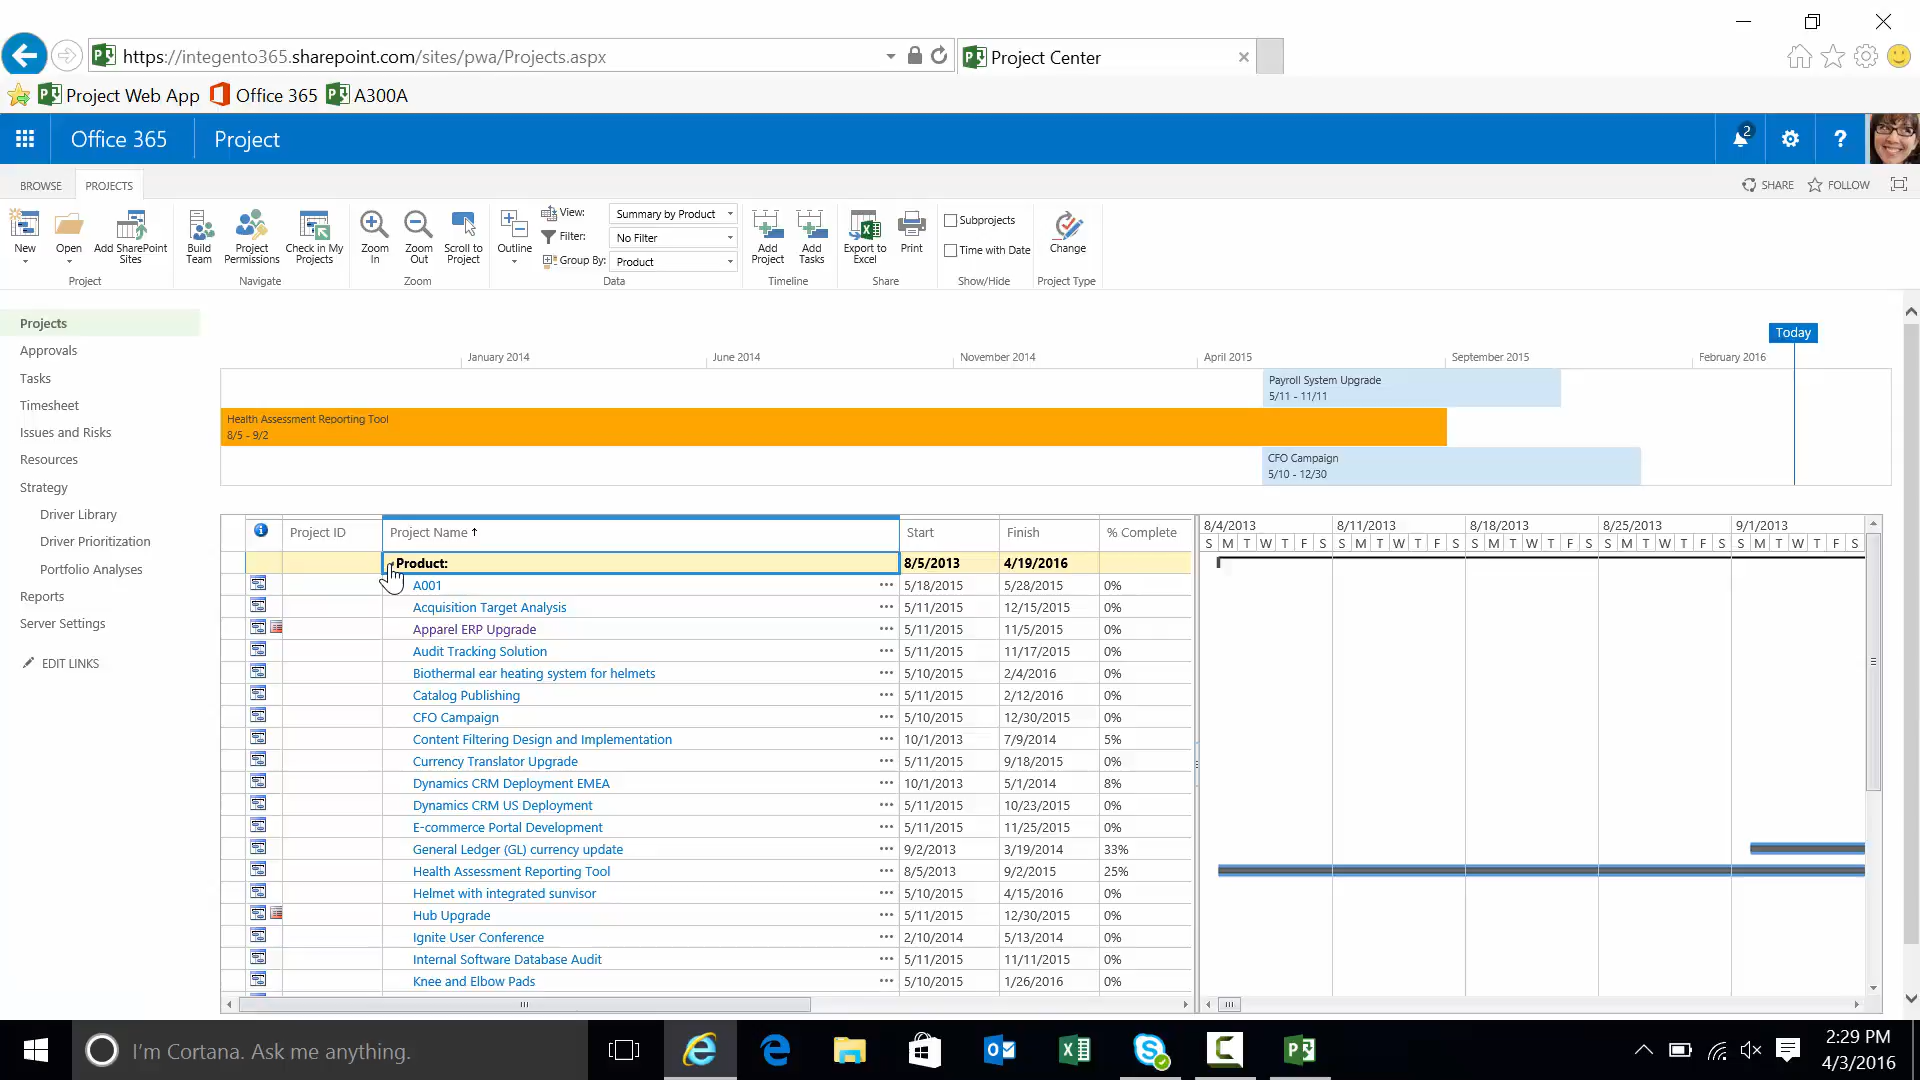 https://integento365.sharepoint.com/sites/pwa/Projects.aspx
Project Center
Project Web App
Office 365
A300A
Office 365
Project
2
?
BROWSE
PROJECTS
SHARE
FOLLOW
New
Open
Add SharePoint Sites
Project
Build Team
Project Permissions
Check in My Projects
Navigate
Zoom In
Zoom Out
Scroll to Project
Zoom
Outline
View: Summary by Product
Filter: No Filter
Group By: Product
Data
Add Project
Add Tasks
Timeline
Export to Excel
Print
Share
Subprojects
Time with Date
Show/Hide
Change
Project Type
Projects
Approvals
Tasks
Timesheet
Issues and Risks
Resources
Strategy
Driver Library
Driver Prioritization
Portfolio Analyses
Reports
Server Settings
EDIT LINKS
Today
January 2014
June 2014
November 2014
April 2015
September 2015
February 2016
Payroll System Upgrade
5/11 - 11/11
Health Assessment Reporting Tool
8/5 - 9/2
CFO Campaign
5/10 - 12/30
Project ID Project Name Start Finish % Complete
Product: 8/5/2013 4/19/2016
A001 ... 5/18/2015 5/28/2015 0%
Acquisition Target Analysis ... 5/11/2015 12/15/2015 0%
Apparel ERP Upgrade ... 5/11/2015 11/5/2015 0%
Audit Tracking Solution ... 5/11/2015 11/17/2015 0%
Biothermal ear heating system for helmets ... 5/10/2015 2/4/2016 0%
Catalog Publishing ... 5/11/2015 2/12/2016 0%
CFO Campaign ... 5/10/2015 12/30/2015 0%
Content Filtering Design and Implementation ... 10/1/2013 7/9/2014 5%
Currency Translator Upgrade ... 5/11/2015 9/18/2015 0%
Dynamics CRM Deployment EMEA ... 10/1/2013 5/1/2014 8%
Dynamics CRM US Deployment ... 5/11/2015 10/23/2015 0%
E-commerce Portal Development ... 5/11/2015 11/25/2015 0%
General Ledger (GL) currency update ... 9/2/2013 3/19/2014 33%
Health Assessment Reporting Tool ... 8/5/2013 9/2/2015 25%
Helmet with integrated sunvisor ... 5/10/2015 4/15/2016 0%
Hub Upgrade ... 5/11/2015 12/30/2015 0%
Ignite User Conference ... 2/10/2014 5/13/2014 0%
Internal Software Database Audit ... 5/11/2015 11/11/2015 0%
Knee and Elbow Pads ... 5/10/2015 1/26/2016 0%
8/4/2013 8/11/2013 8/18/2013 8/25/2013 9/1/2013
S M T W T F S S M T W T F S S M T W T F S S M T W T F S S M T W T F S
I'm Cortana. Ask me anything.
2:29 PM
4/3/2016